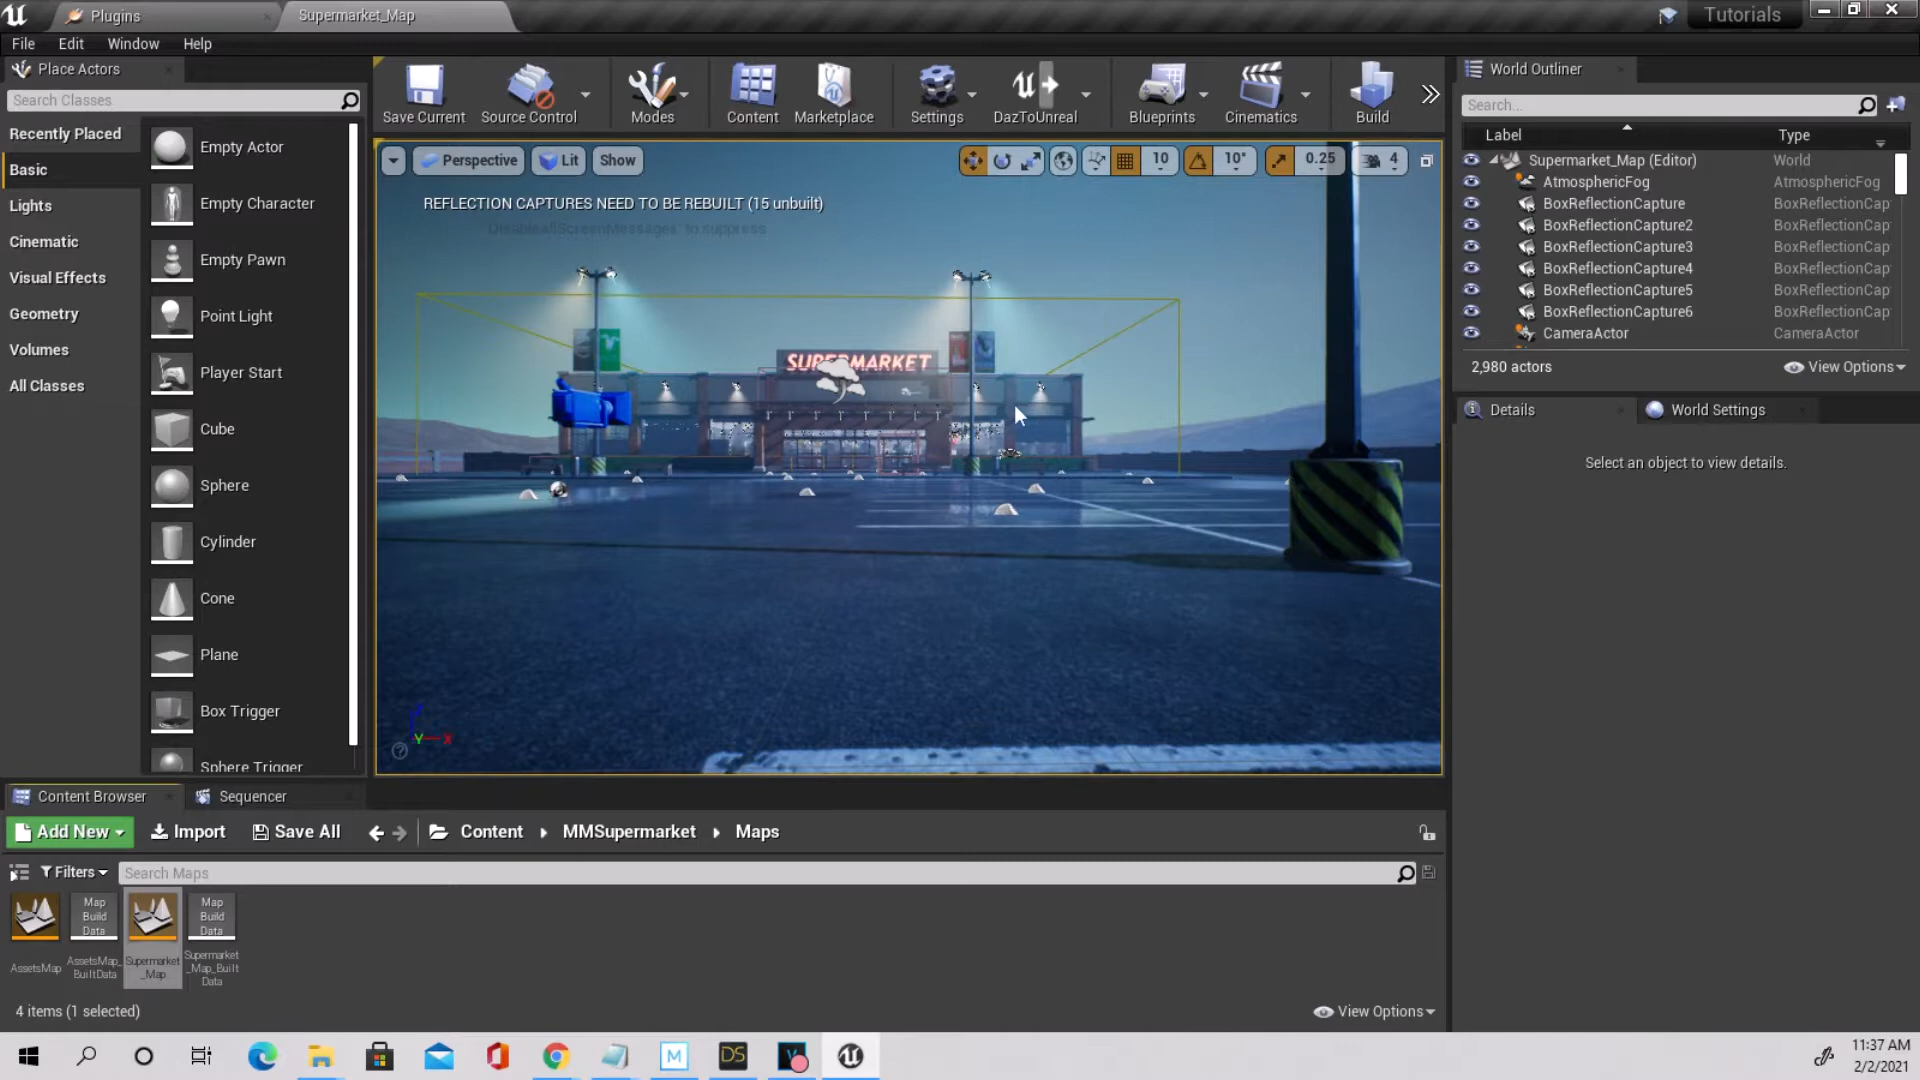 Plugins
Supermarket_Map
Tutorials
File Edit Window Help
Place Actors
Search Classes
Recently Placed
Basic
Lights
Cinematic
Visual Effects
Geometry
Volumes
All Classes
Empty Actor
Empty Character
Empty Pawn
Point Light
Player Start
Cube
Sphere
Cylinder
Cone
Plane
Box Trigger
Sphere Trigger
Save Current
Source Control
Modes
Content
Marketplace
Settings
DazToUnreal
Blueprints
Cinematics
Build
Perspective
Lit
Show
10
10°
0.25
4
REFLECTION CAPTURES NEED TO BE REBUILT (15 unbuilt)
'DisableAllScreenMessages' to suppress
SUPERMARKET
Y
X
World Outliner
Search...
Label Type
Supermarket_Map (Editor) World
AtmosphericFog AtmosphericFog
BoxReflectionCapture BoxReflectionCap
BoxReflectionCapture2 BoxReflectionCap
BoxReflectionCapture3 BoxReflectionCap
BoxReflectionCapture4 BoxReflectionCap
BoxReflectionCapture5 BoxReflectionCap
BoxReflectionCapture6 BoxReflectionCap
CameraActor CameraActor
2,980 actors
View Options
Details
World Settings
Select an object to view details.
Content Browser
Sequencer
Add New
Import
Save All
Content
MMSupermarket
Maps
Filters
Search Maps
AssetsMap
Map
Build
Data
AssetsMap_
BuiltData
Supermarket
_Map
Map
Build
Data
Supermarket
_Map_Built
Data
4 items (1 selected)
View Options
M
DS
11:37 AM
2/2/2021